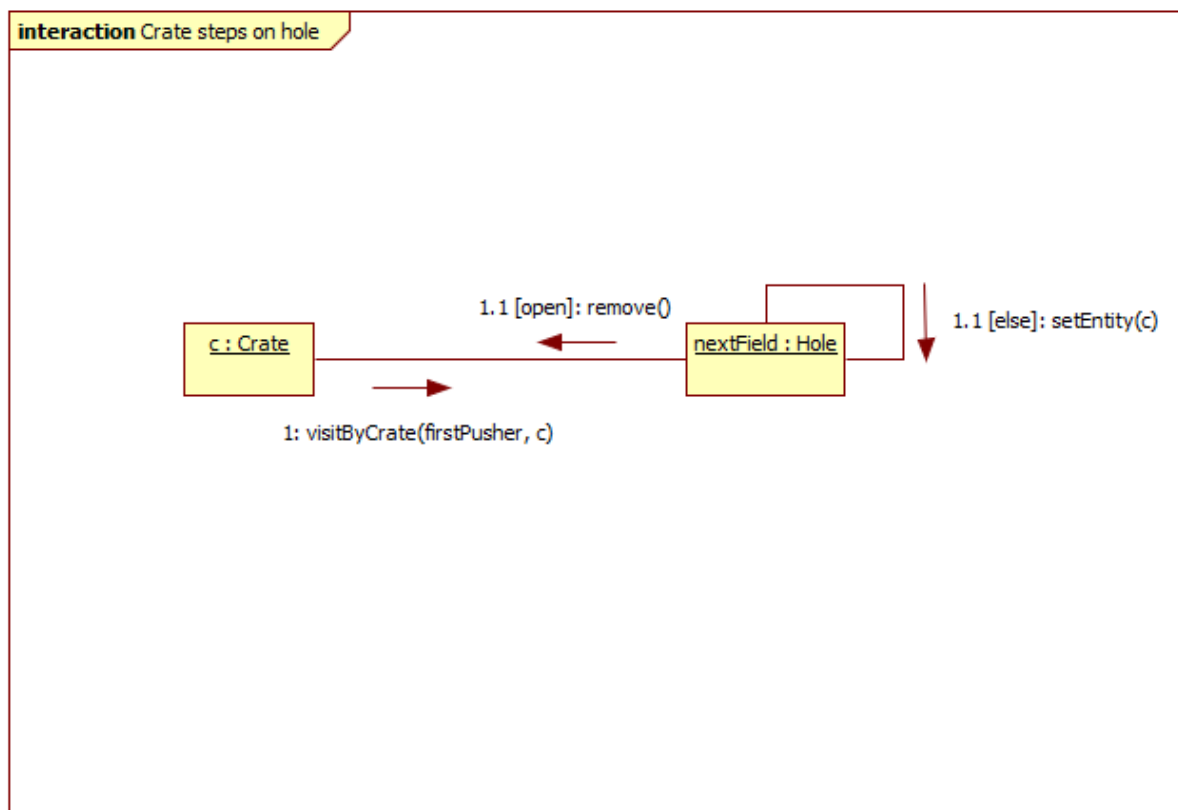 interaction Crate steps on hole
1.1 [open]: remove()
1.1 [else]: setEntity(c)
c : Crate
nextField : Hole
1: visitByCrate(firstPusher, c)